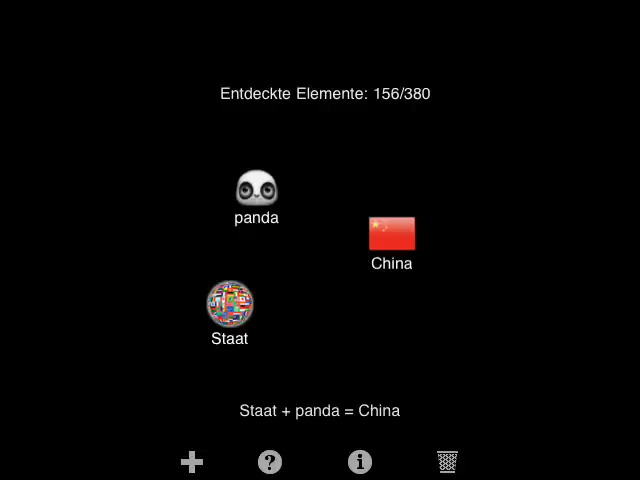 Entdeckte Elemente: 156/380
panda
China
Staat
Staat + panda = China